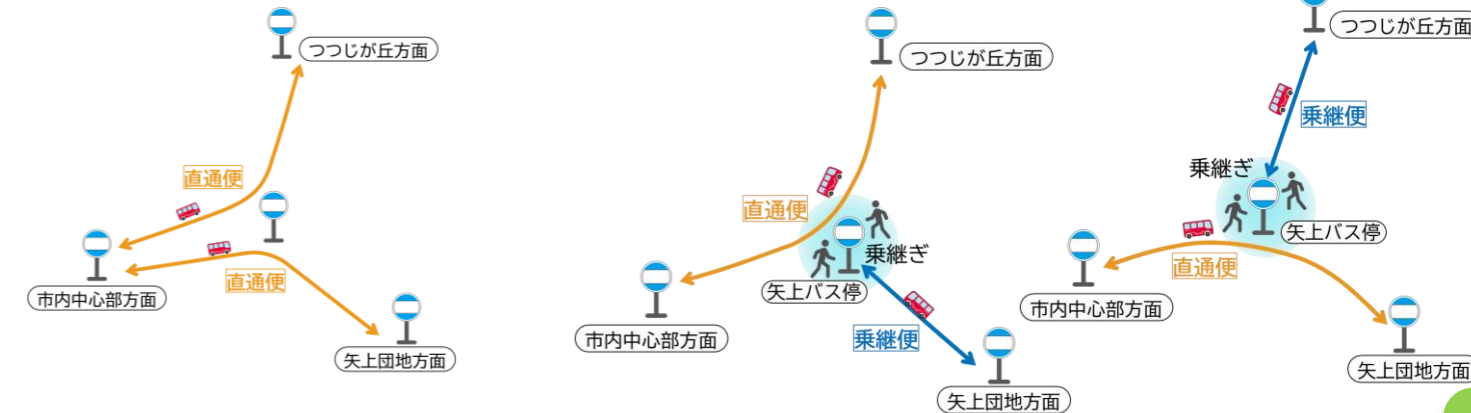 つつじが丘方面
直通便
直通便
市内中心部方面
矢上団地方面
つつじが丘方面
直通便
乗継ぎ
矢上バス停
市内中心部方面
乗継便
矢上団地方面
つつじが丘方面
乗継便
乗継ぎ
矢上バス停
直通便
市内中心部方面
矢上団地方面